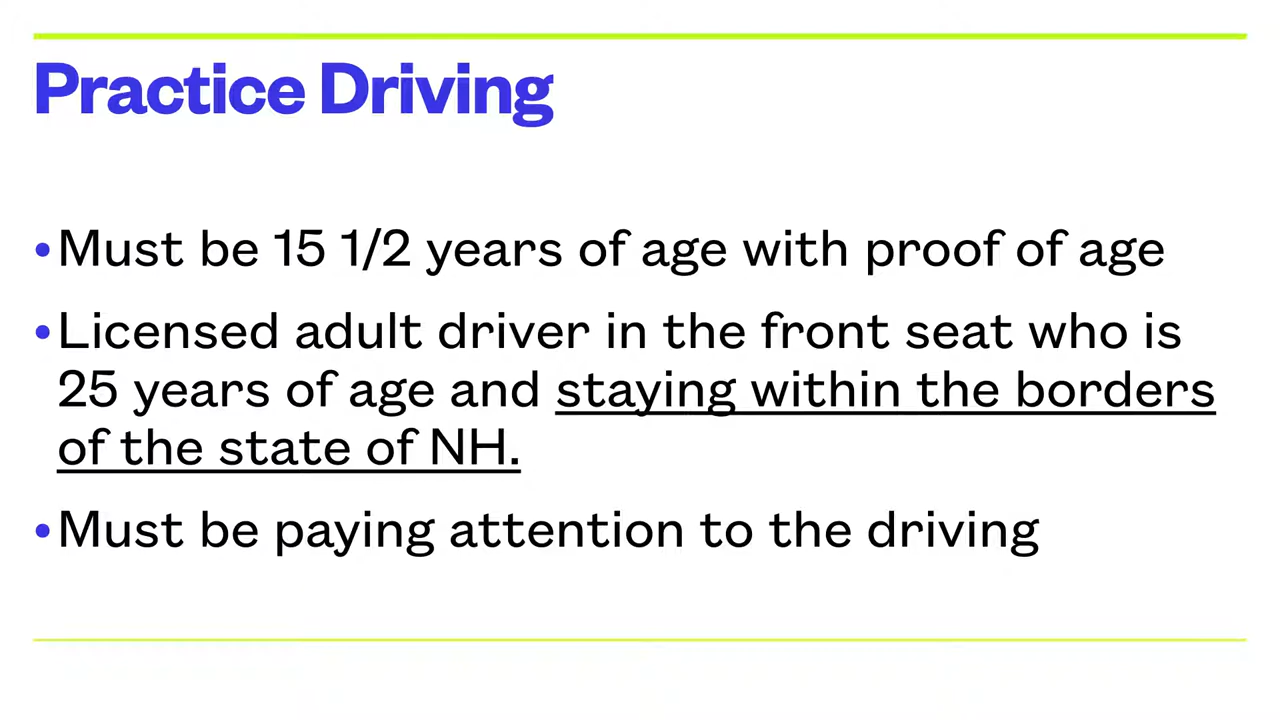 Practice Driving
•Must be 15 1/2 years of age with proof of age
•Licensed adult driver in the front seat who is
25 years of age and staying within the borders
of the state of NH.
•Must be paying attention to the driving